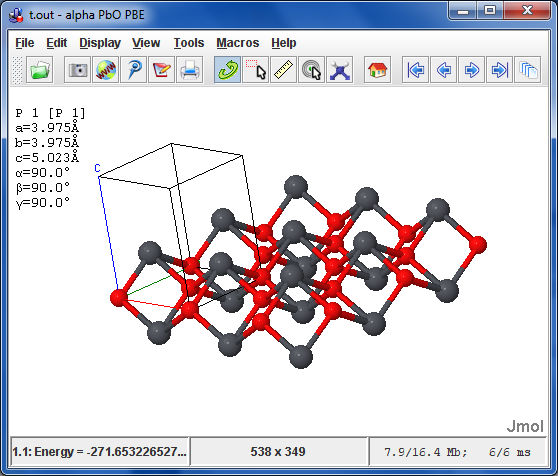 t.out - alpha PbO PBE
File Edit Display View Tools Macros Help
P 1 [P 1]
a=3.975Å
b=3.975Å
c=5.023Å
α=90.0°
β=90.0°
γ=90.0°
C
Jmol
1.1: Energy = -271.653226527... 538 x 349 7.9/16.4 Mb; 6/6 ms